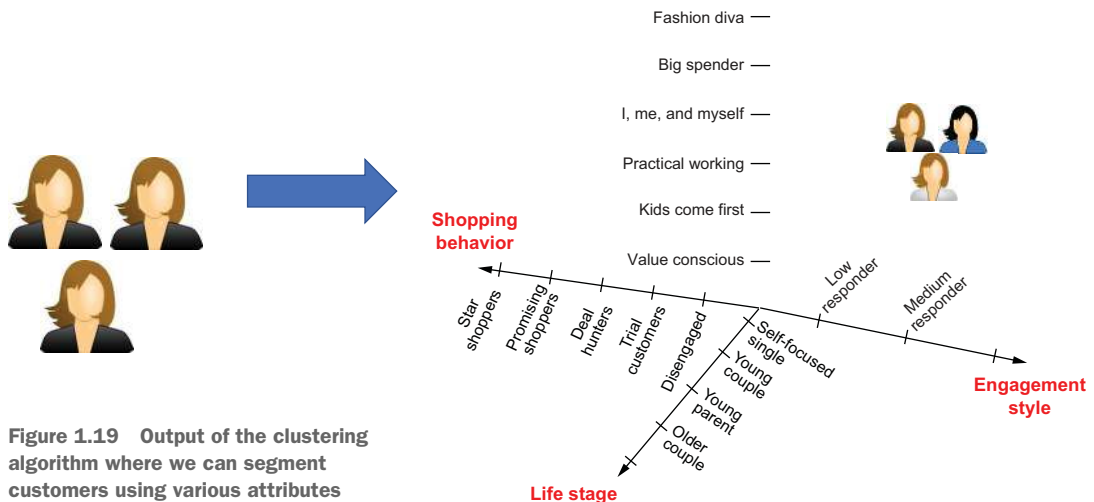 Fashion diva
Big spender
I, me, and myself
Practical working
Kids come first
Value conscious
Shopping
behavior
Star
shoppers
Promising
shoppers
Deal
hunters
Trial
customers
Disengaged
Self-focused
single
Young
couple
Young
parent
Older
couple
Low
responder
Medium
responder
Engagement
style
Life stage
Figure 1.19 Output of the clustering
algorithm where we can segment
customers using various attributes